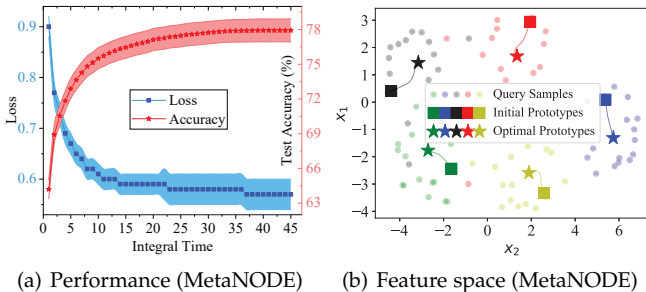 0.9
0.8
0.7
0.6
Loss
1 5 10 15 20 25 30 35 40 45
Integral Time
Loss
Accuracy
78
75
72
69
66
63
Test Accuracy (%)
3
2
1
0
−1
−2
−3
−4
x1
−4 −2 0 2 4 6
x2
Query Samples
Initial Prototypes
Optimal Prototypes
(a) Performance (MetaNODE)
(b) Feature space (MetaNODE)